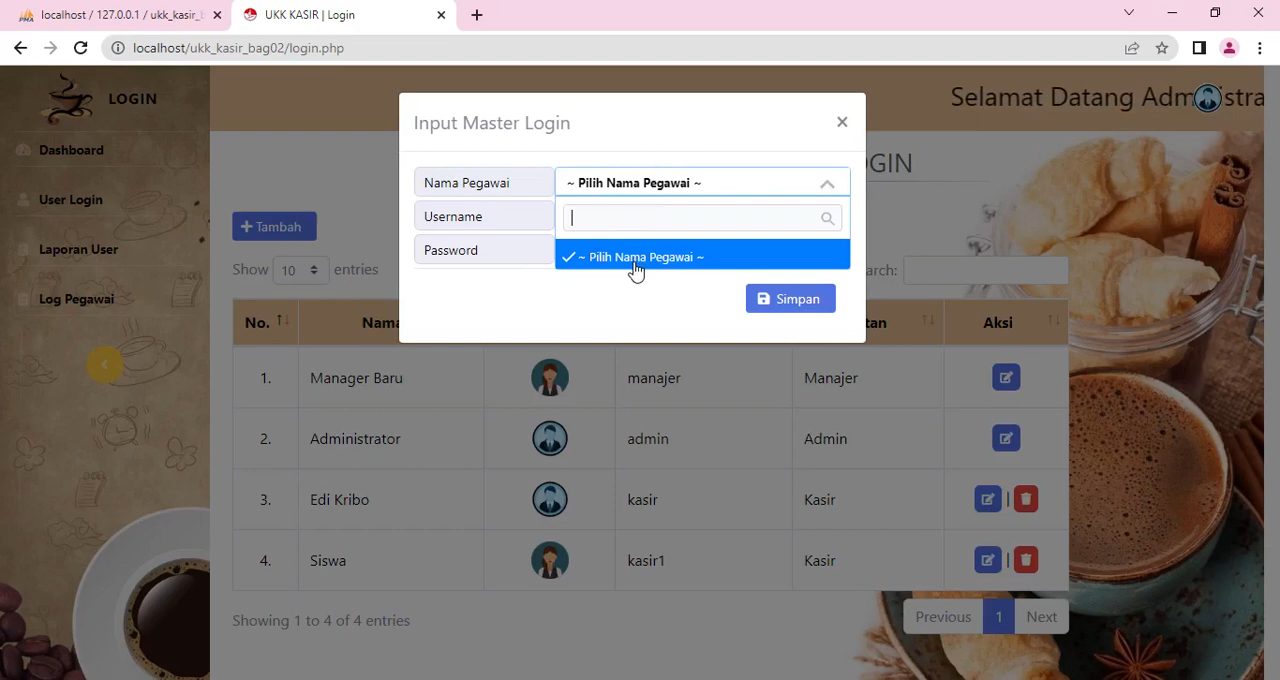 localhost / 127.0.0.1 / ukk_kasir_b
UKK KASIR | Login
localhost/ukk_kasir_bag02/login.php
LOGIN
Selamat Datang Adm stra
Dashboard
User Login
Laporan User
Log Pegawai
Input Master Login
×
OGIN
Nama Pegawai
~ Pilih Nama Pegawai ~
Username
Password
~ Pilih Nama Pegawai ~
Simpan
Tambah
Show 10 entries
arch:
No.
Nama
tan
Aksi
1. Manager Baru manajer Manajer
2. Administrator admin Admin
3. Edi Kribo kasir Kasir |
4. Siswa kasir1 Kasir |
Showing 1 to 4 of 4 entries
Previous 1 Next